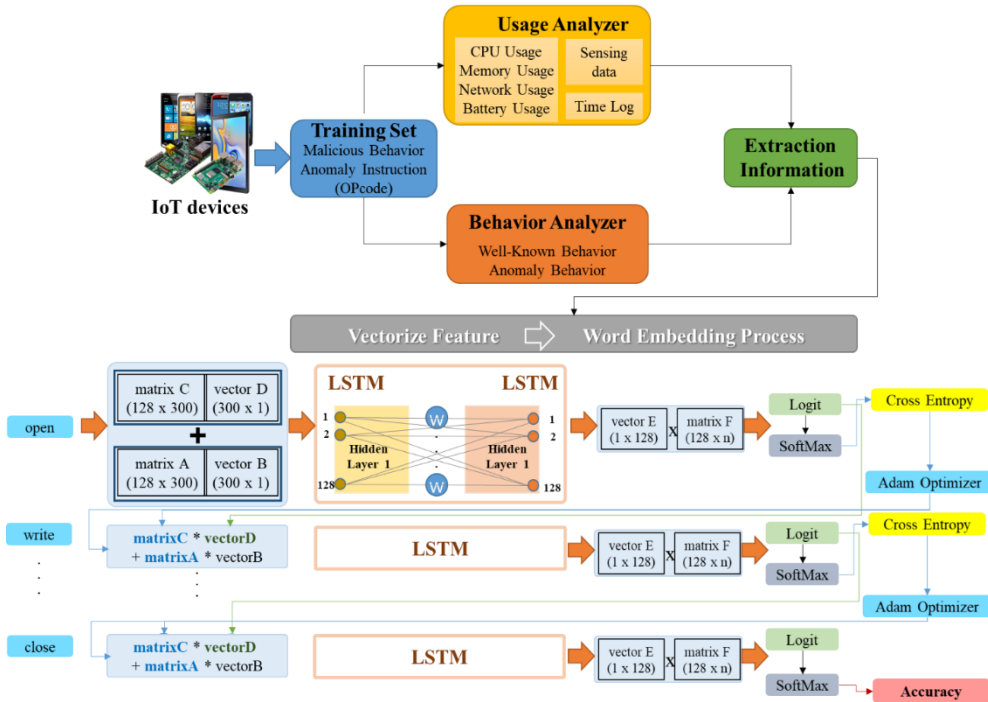 Usage Analyzer
CPU Usage
Memory Usage
Network Usage
Battery Usage
Sensing
data
Time Log
IoT devices
Training Set
Malicious Behavior
Anomaly Instruction
(OPcode)
Extraction
Information
Behavior Analyzer
Well-Known Behavior
Anomaly Behavior
Vectorize Feature
Word Embedding Process
open
matrix C
(128 x 300)
vector D
(300 x 1)
+
matrix A
(128 x 300)
vector B
(300 x 1)
LSTM
LSTM
1
2
128
Hidden
Layer 1
W
W
Hidden
Layer 1
1
2
128
vector E
(1 x 128)
X
matrix F
(128 x n)
Logit
SoftMax
Cross Entropy
Adam Optimizer
write
matrixC * vectorD
+ matrixA * vectorB
LSTM
vector E
(1 x 128)
X
matrix F
(128 x n)
Logit
SoftMax
Cross Entropy
Adam Optimizer
close
matrixC * vectorD
+ matrixA * vectorB
LSTM
vector E
(1 x 128)
X
matrix F
(128 x n)
Logit
SoftMax
Accuracy